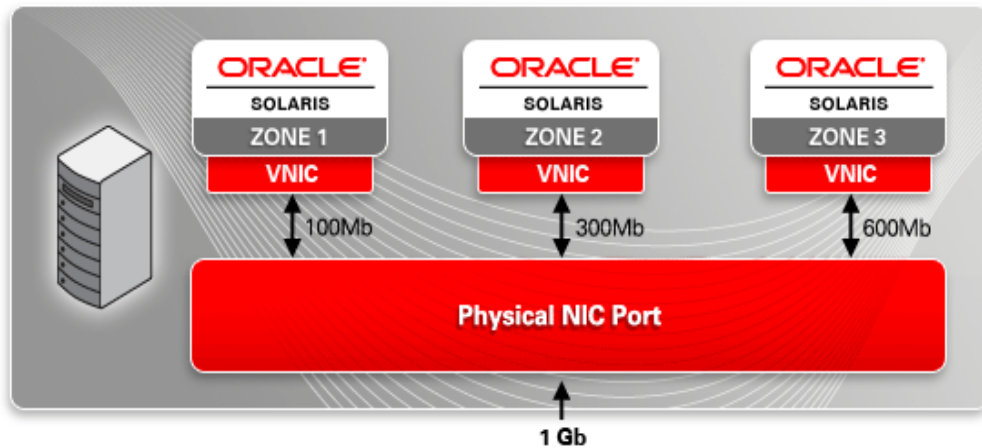 ORACLE® ORACLE® ORACLE®
SOLARIS SOLARIS SOLARIS
ZONE 1 ZONE 2 ZONE 3
VNIC VNIC VNIC
100Mb 300Mb 600Mb
Physical NIC Port
1 Gb